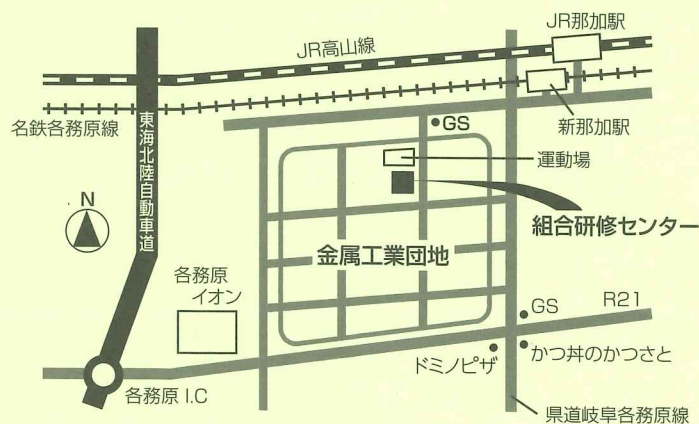 JR那加駅
JR高山線
名鉄各務原線
GS
新那加駅
東海北陸自動車道
運動場
N
組合研修センター
金属工業団地
各務原
イオン
R21
GS
ドミノピザ
かつ丼のかつさと
各務原 I.C
県道岐阜各務原線